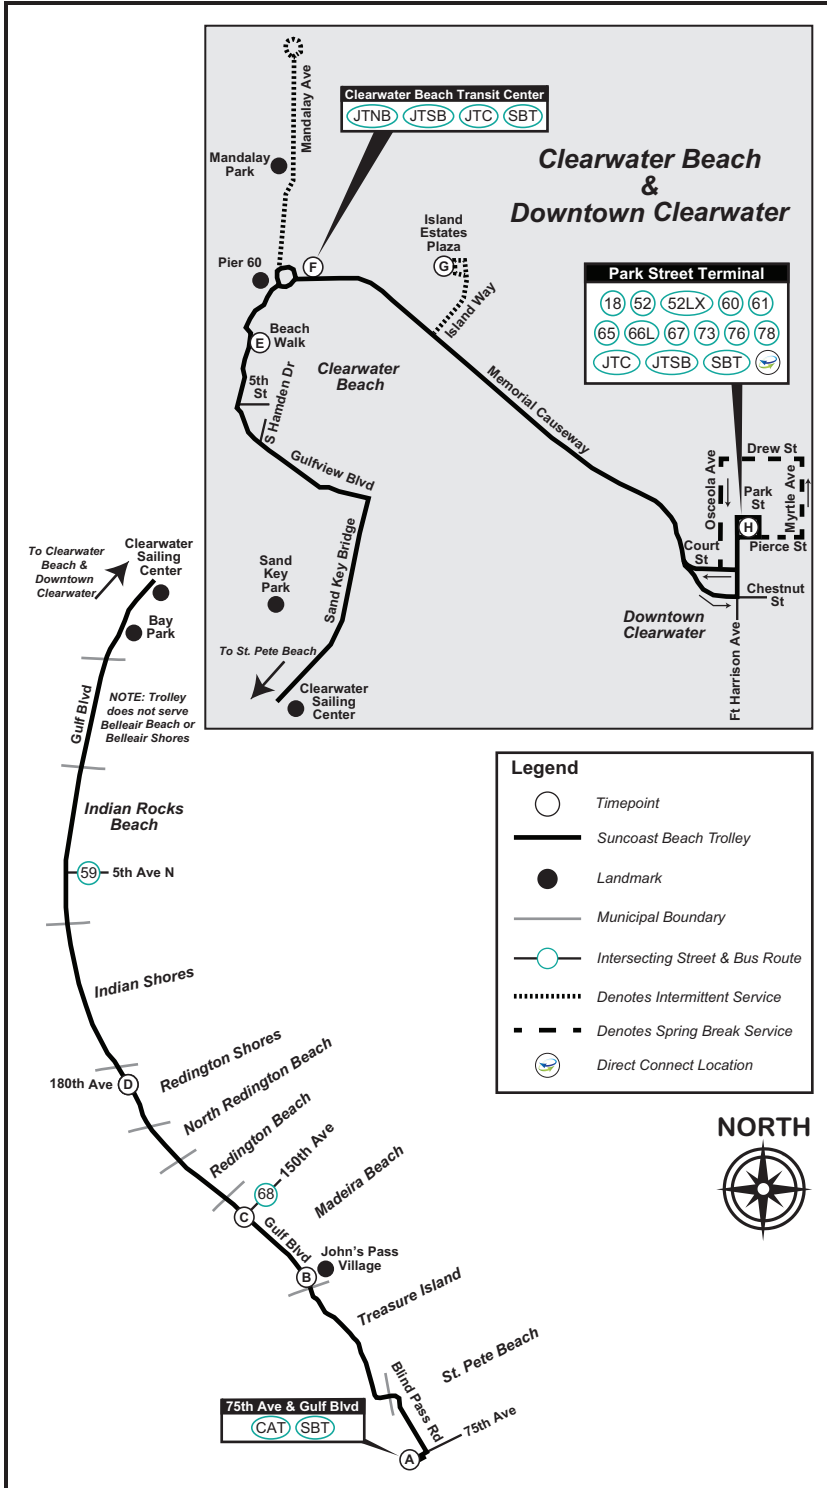 Mandalay Ave
Clearwater Beach Transit Center
JTNB JTSB JTC SBT
Mandalay
Park
Clearwater Beach
&
Downtown Clearwater
Island
Estates
Plaza
Pier 60
F
G
Island Way
Park Street Terminal
18 52 52LX 60 61
65 66L 67 73 76 78
JTC JTSB SBT
E
Beach
Walk
Clearwater
Beach
5th
St
S Hamden Dr
Memorial Causeway
Gulfview Blvd
Drew St
Osceola Ave
Myrtle Ave
Park
St
H
Pierce St
Court
St
Chestnut
St
Downtown
Clearwater
Ft Harrison Ave
Sand Key Bridge
Sand
Key
Park
To St. Pete Beach
Clearwater
Sailing
Center
Clearwater
Sailing
Center
To Clearwater
Beach &
Downtown
Clearwater
Bay
Park
Gulf Blvd
NOTE: Trolley
does not serve
Belleair Beach or
Belleair Shores
Indian Rocks
Beach
59 5th Ave N
Indian Shores
180th Ave D
Redington Shores
North Redington Beach
Redington Beach
68 150th Ave
C
Madeira Beach
Gulf Blvd
John's Pass
Village
B
Treasure Island
St. Pete Beach
Blind Pass Rd
75th Ave & Gulf Blvd
CAT SBT
75th Ave
A
Legend
Timepoint
Suncoast Beach Trolley
Landmark
Municipal Boundary
Intersecting Street & Bus Route
Denotes Intermittent Service
Denotes Spring Break Service
Direct Connect Location
NORTH